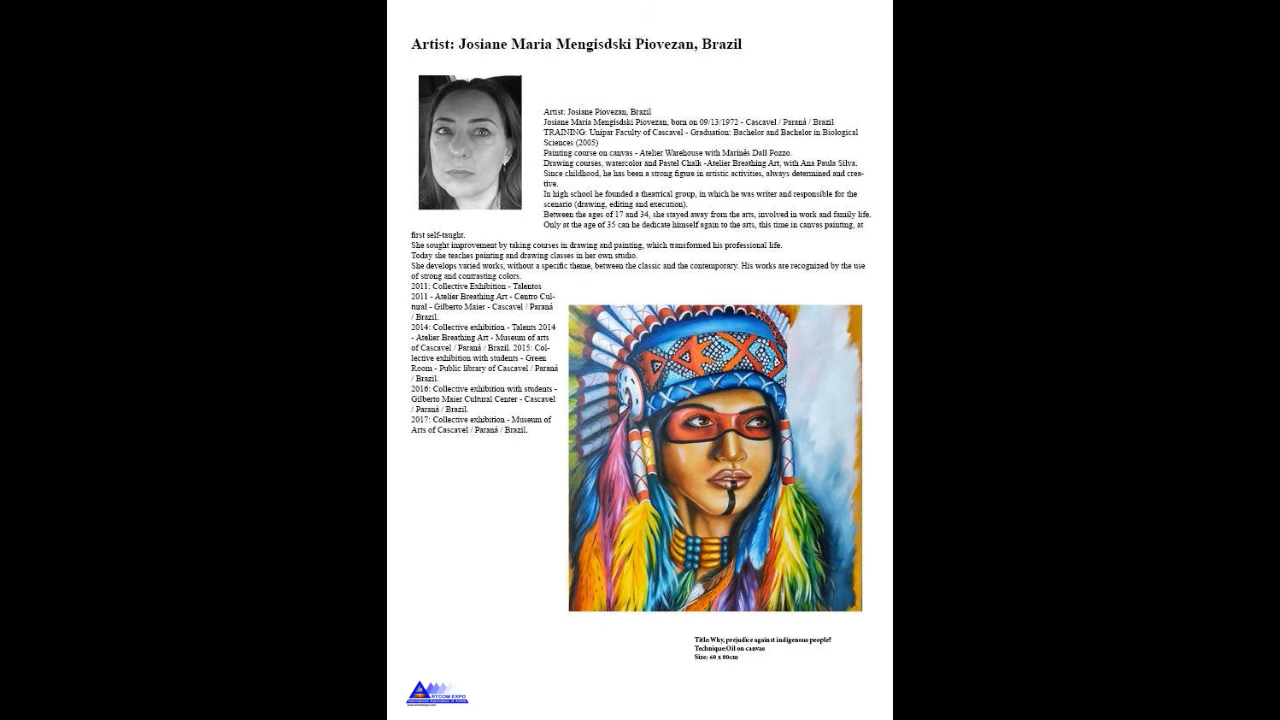 Artist: Josiane Maria Mengisdski Piovezan, Brazil
Artist: Josiane Piovezan, Brazil
Josiane Maria Mengisdski Piovezan, born on 09/13/1972 - Cascavel / Paraná / Brazil
TRAINING: Unipar Faculty of Cascavel - Graduation: Bachelor and Bachelor in Biological
Sciences (2005)
Painting course on canvas - Atelier Warehouse with Marinês Dall Pozzo.
Drawing courses, watercolor and Pastel Chalk -Atelier Breathing Art, with Ana Paula Silva.
Since childhood, he has been a strong figure in artistic activities, always determined and crea-
tive.
In high school he founded a theatrical group, in which he was writer and responsible for the
scenario (drawing, editing and execution).
Between the ages of 17 and 34, she stayed away from the arts, involved in work and family life.
Only at the age of 35 can he dedicate himself again to the arts, this time in canvas painting, at
first self-taught.
She sought improvement by taking courses in drawing and painting, which transformed his professional life.
Today she teaches painting and drawing classes in her own studio.
She develops varied works, without a specific theme, between the classic and the contemporary. His works are recognized by the use
of strong and contrasting colors.
2011: Collective Exhibition - Talentos
2011 - Atelier Breathing Art - Centro Cul-
tural - Gilberto Maier - Cascavel / Paraná
/ Brazil.
2014: Collective exhibition - Talents 2014
- Atelier Breathing Art - Museum of arts
of Cascavel / Paraná / Brazil. 2015: Col-
lective exhibition with students - Green
Room - Public library of Cascavel / Paraná
/ Brazil.
2016: Collective exhibition with students -
Gilberto Maier Cultural Center - Cascavel
/ Paraná / Brazil.
2017: Collective exhibition - Museum of
Arts of Cascavel / Paraná / Brazil.
Title:Why, prejudice against indigenous people?
Technique:Oil on canvas
Size: 60 x 80cm
ARTCOM EXPO